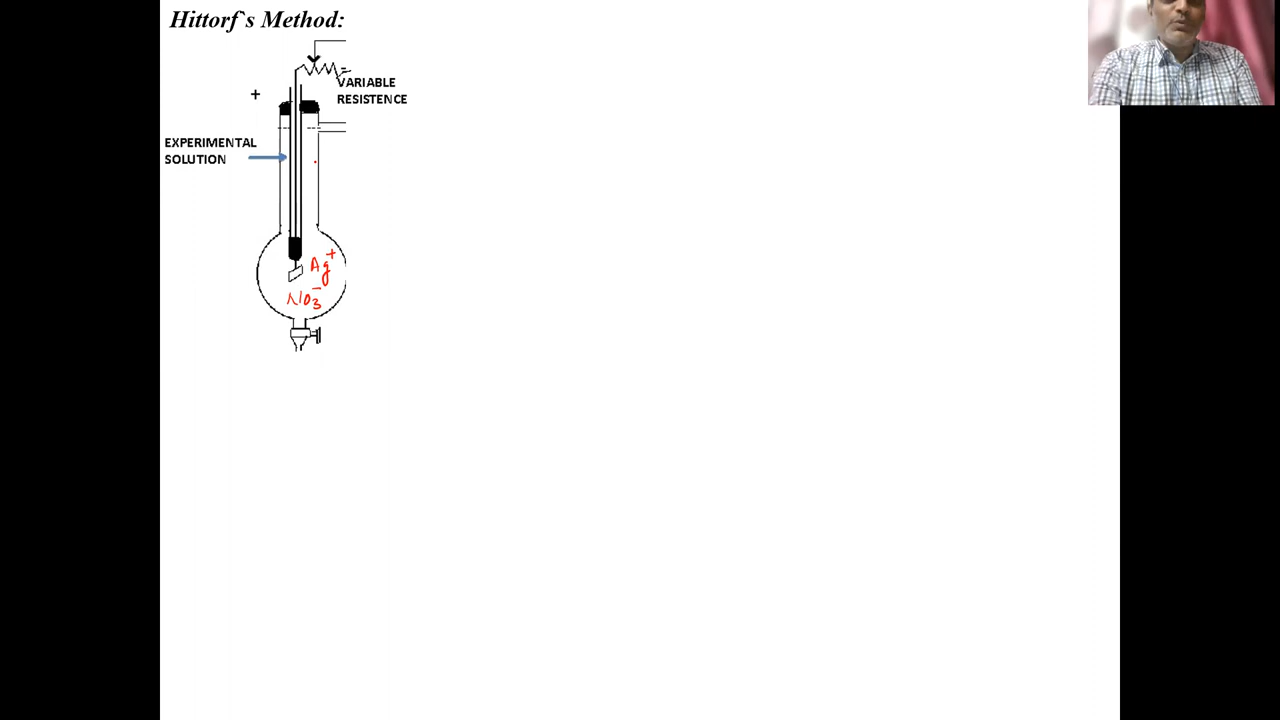 Hittorf`s Method:
VARIABLE
RESISTENCE
+
EXPERIMENTAL
SOLUTION
Ag+
NO3-